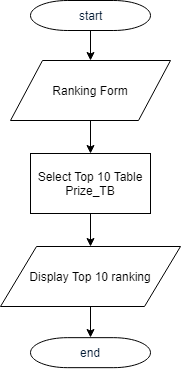 start
Ranking Form
Select Top 10 Table
Prize_TB
Display Top 10 ranking
end